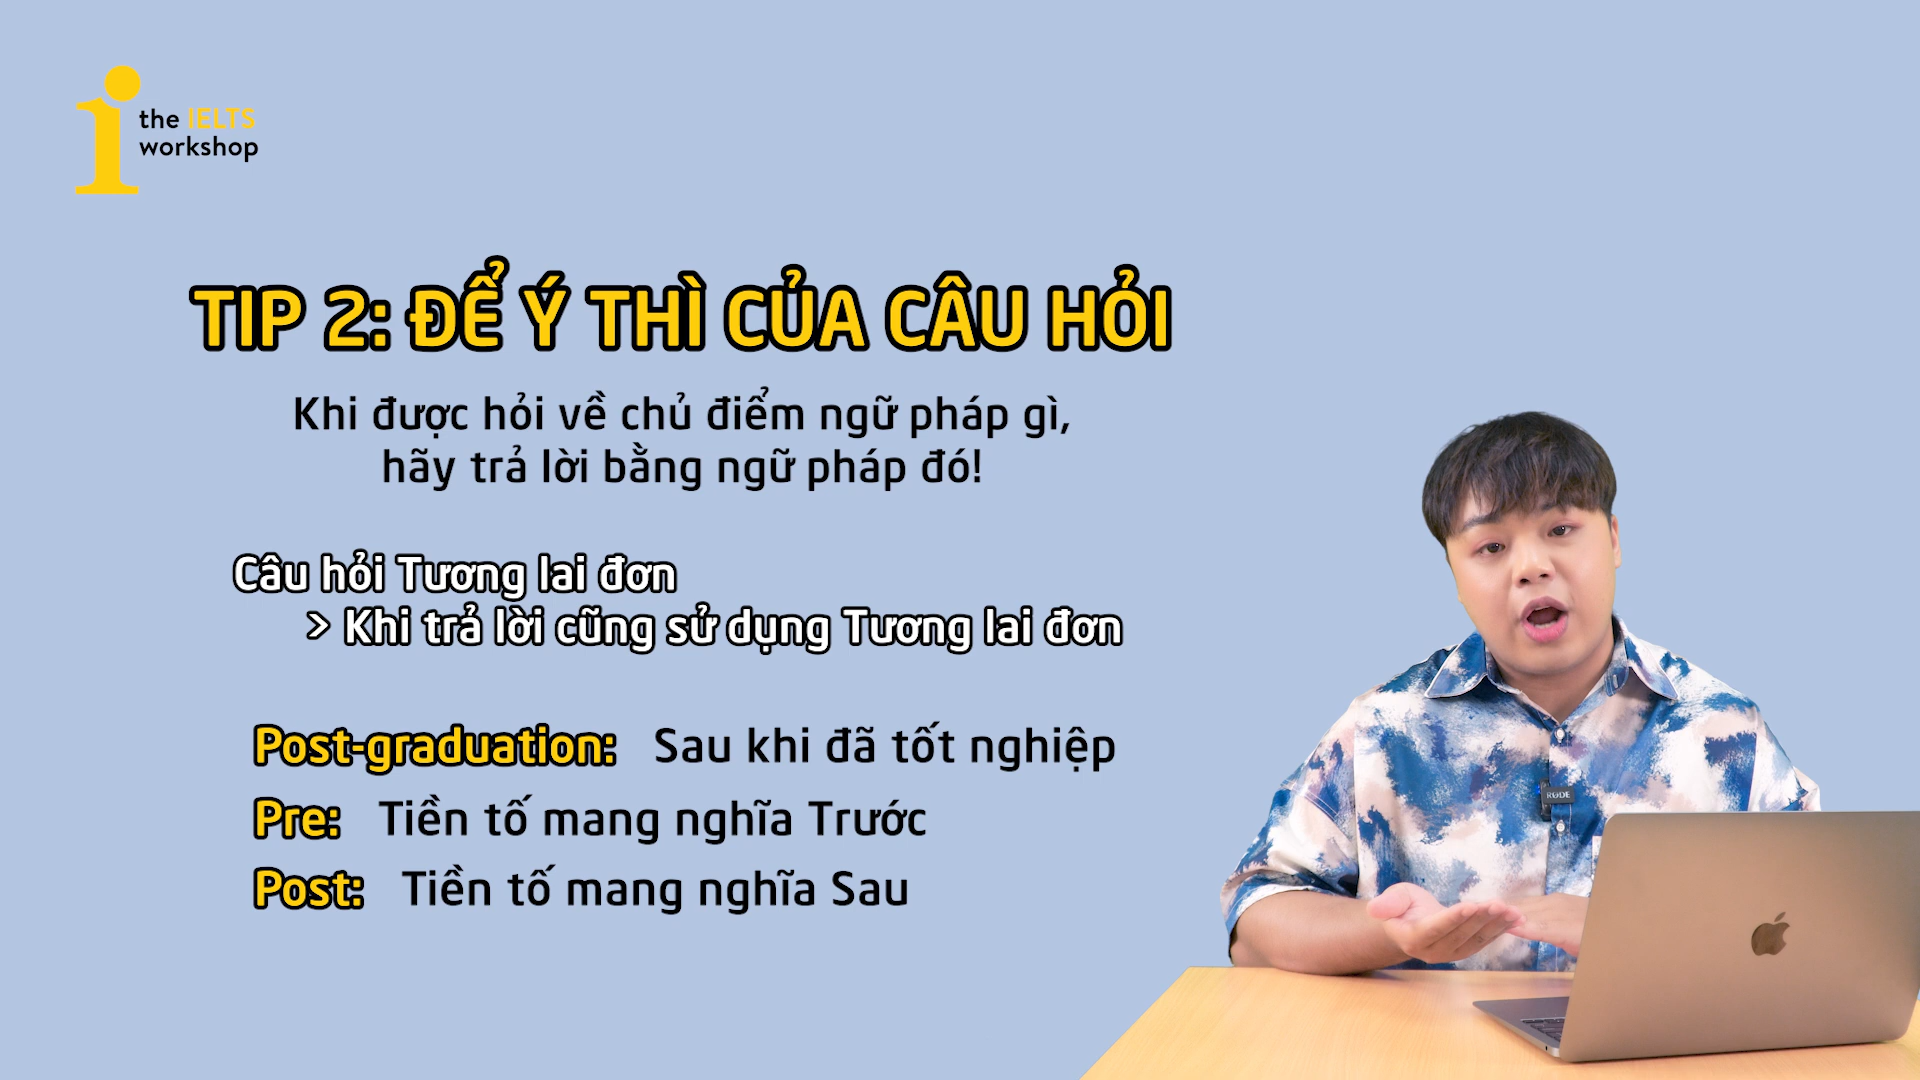 the IELTS
workshop
TIP 2: ĐỂ Ý THÌ CỦA CÂU HỎI
Khi được hỏi về chủ điểm ngữ pháp gì,
hãy trả lời bằng ngữ pháp đó!
Câu hỏi Tương lai đơn
> Khi trả lời cũng sử dụng Tương lai đơn
Post-graduation: Sau khi đã tốt nghiệp
Pre: Tiền tố mang nghĩa Trước
Post: Tiền tố mang nghĩa Sau
RØDE